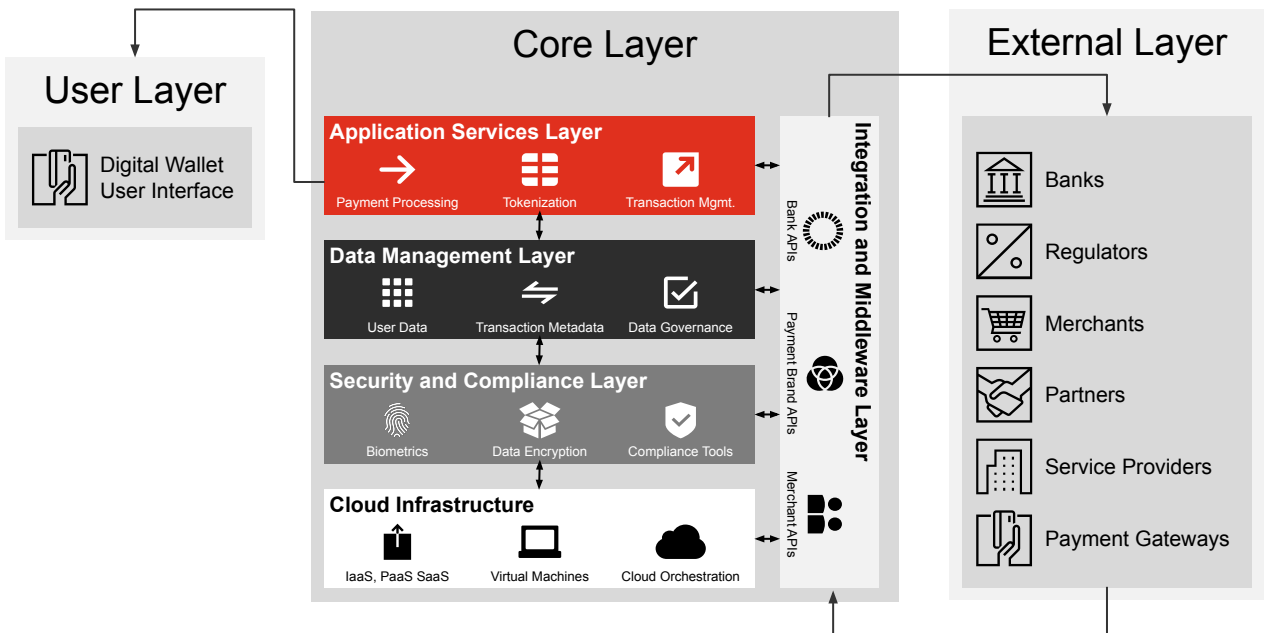 User Layer
Digital Wallet
User Interface
Core Layer
Application Services Layer
Payment Processing
Tokenization
Transaction Mgmt.
Data Management Layer
User Data
Transaction Metadata
Data Governance
Security and Compliance Layer
Biometrics
Data Encryption
Compliance Tools
Cloud Infrastructure
IaaS, PaaS SaaS
Virtual Machines
Cloud Orchestration
Integration and Middleware Layer
Bank APIs
Payment Brand APIs
Merchant APIs
External Layer
Banks
Regulators
Merchants
Partners
Service Providers
Payment Gateways